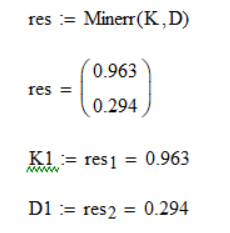 res := Minerr(K,D)
res = (0.963
0.294)
K1 := res1 = 0.963
D1 := res2 = 0.294